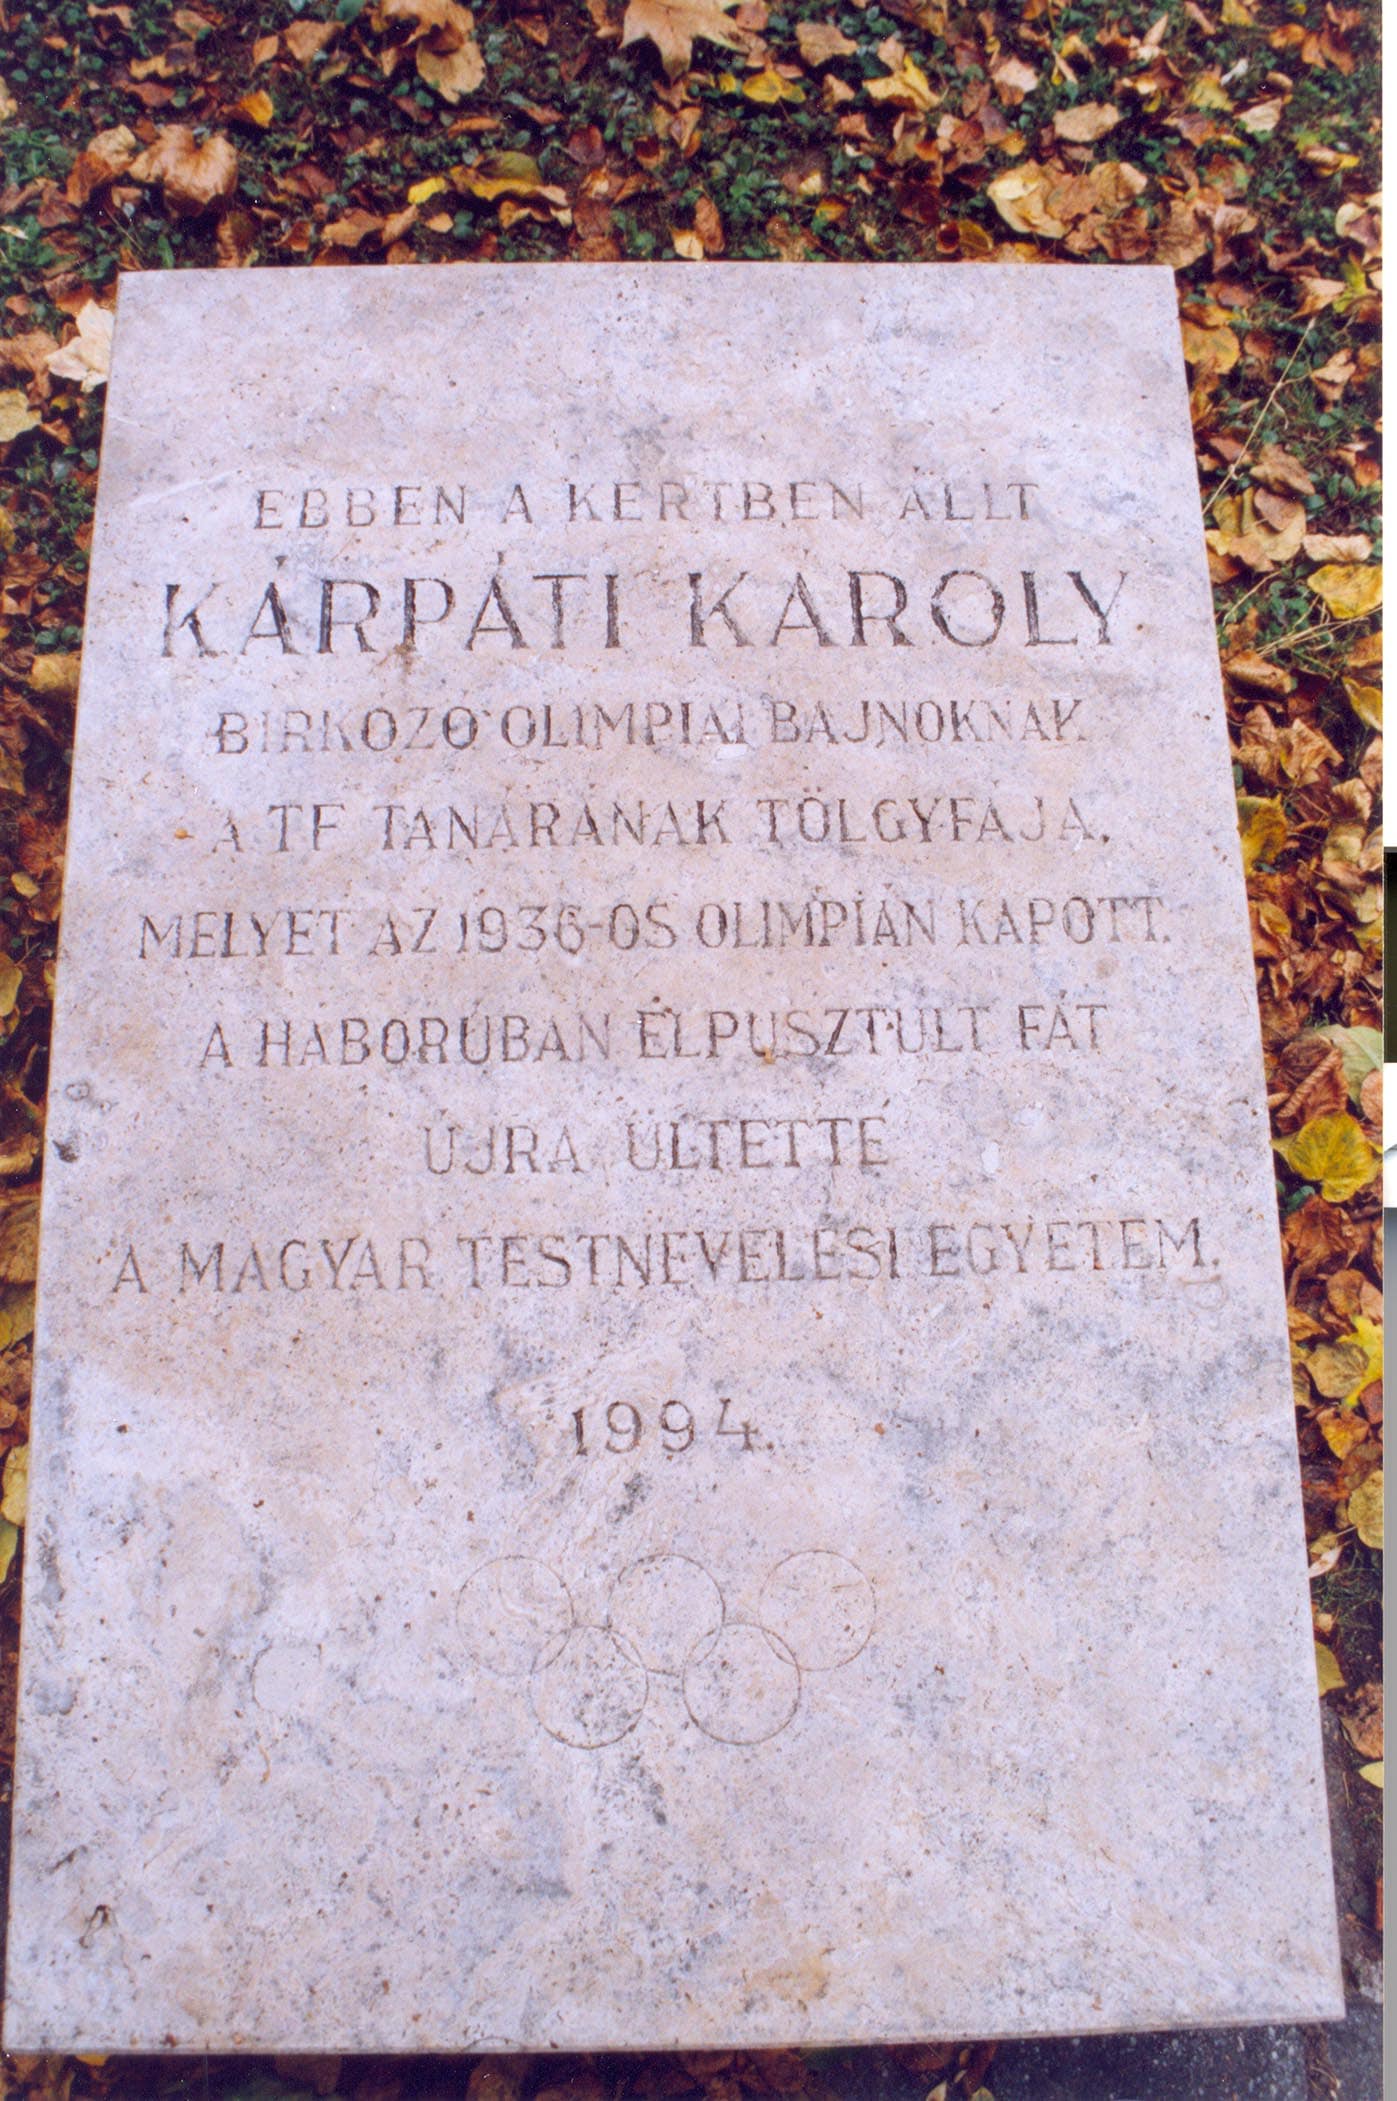 EBBEN A KERTBEN ÁLLT
KÁRPÁTI KÁROLY
BIRKÓZÓ OLIMPIAI BAJNOKNAK
A TF TANÁRÁNAK TÖLGYFÁJA,
MELYET AZ 1936-OS OLIMPIÁN KAPOTT.
A HÁBORÚBAN ELPUSZTULT FÁT
ÚJRA ÜLTETTE
A MAGYAR TESTNEVELÉSI EGYETEM.
1994.